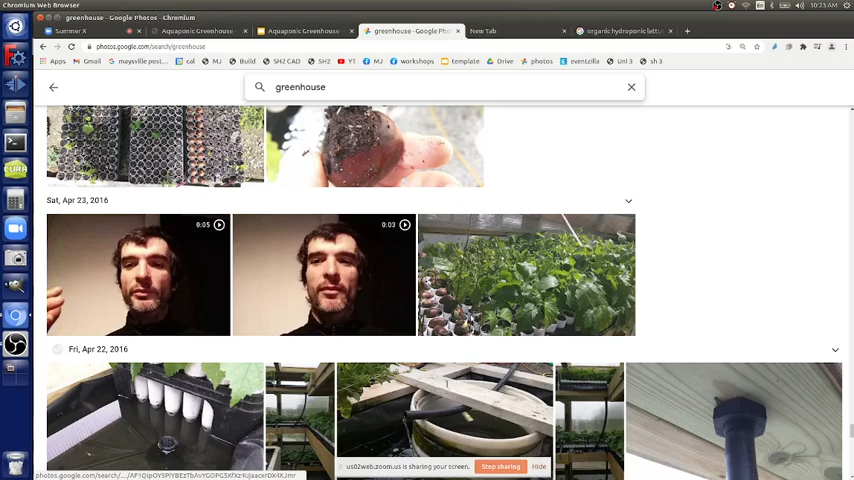 Chromium Web Browser
10:23 AM
greenhouse - Google Photos - Chromium
Summer X
Aquaponic Greenhouse -
Aquaponic Greenhouse -
greenhouse - Google Pho
New Tab
organic hydroponic lettu
photos.google.com/search/greenhouse
Apps
Gmail
maysville post...
cal
MJ
Build
SH2 CAD
SH2
YT
MJ
workshops
template
Drive
photos
eventzilla
Uni 3
sh 3
greenhouse
Sat, Apr 23, 2016
0:05
0:03
Fri, Apr 22, 2016
us02web.zoom.us is sharing your screen.
Stop sharing
Hide